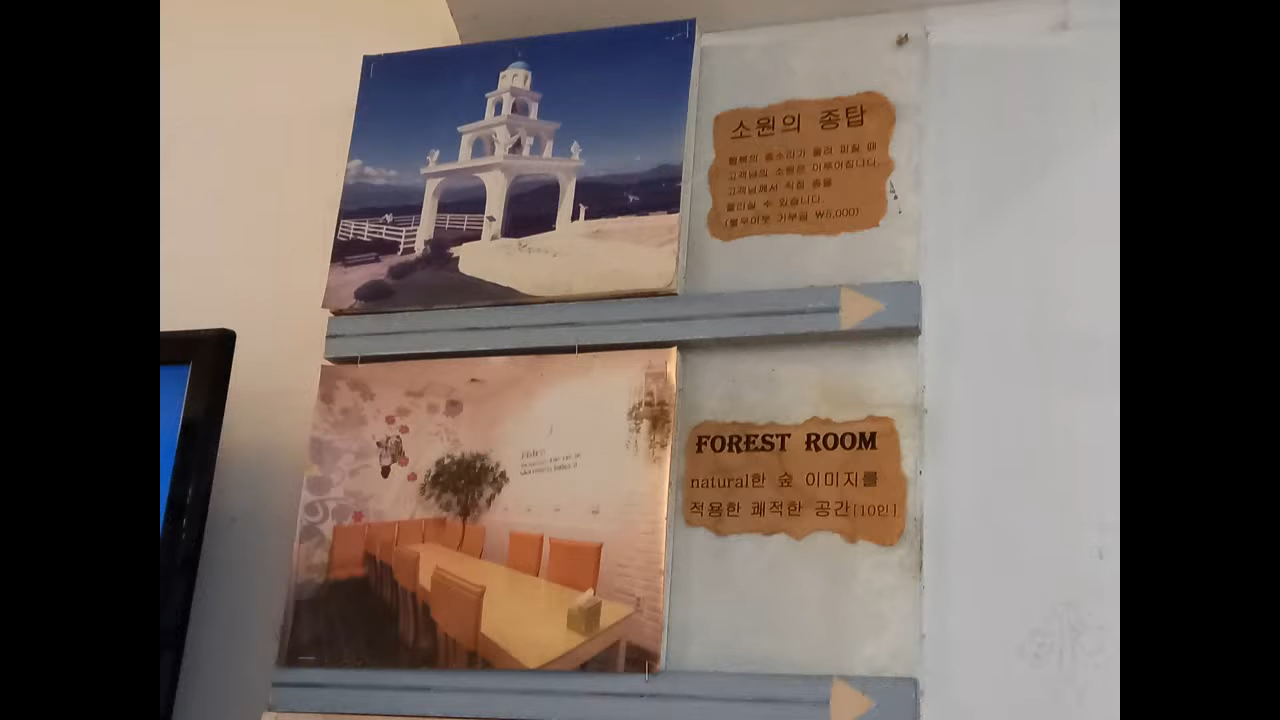 소원의 종탑
행복의 종소리가 울려 퍼질 때
고객님의 소원은 이루어집니다.
고객님께서 직접 종을
울리실 수 있습니다.
(불우이웃 기부금 ₩5,000)
FOREST ROOM
natural한 숲 이미지를
적용한 쾌적한 공간[10인]